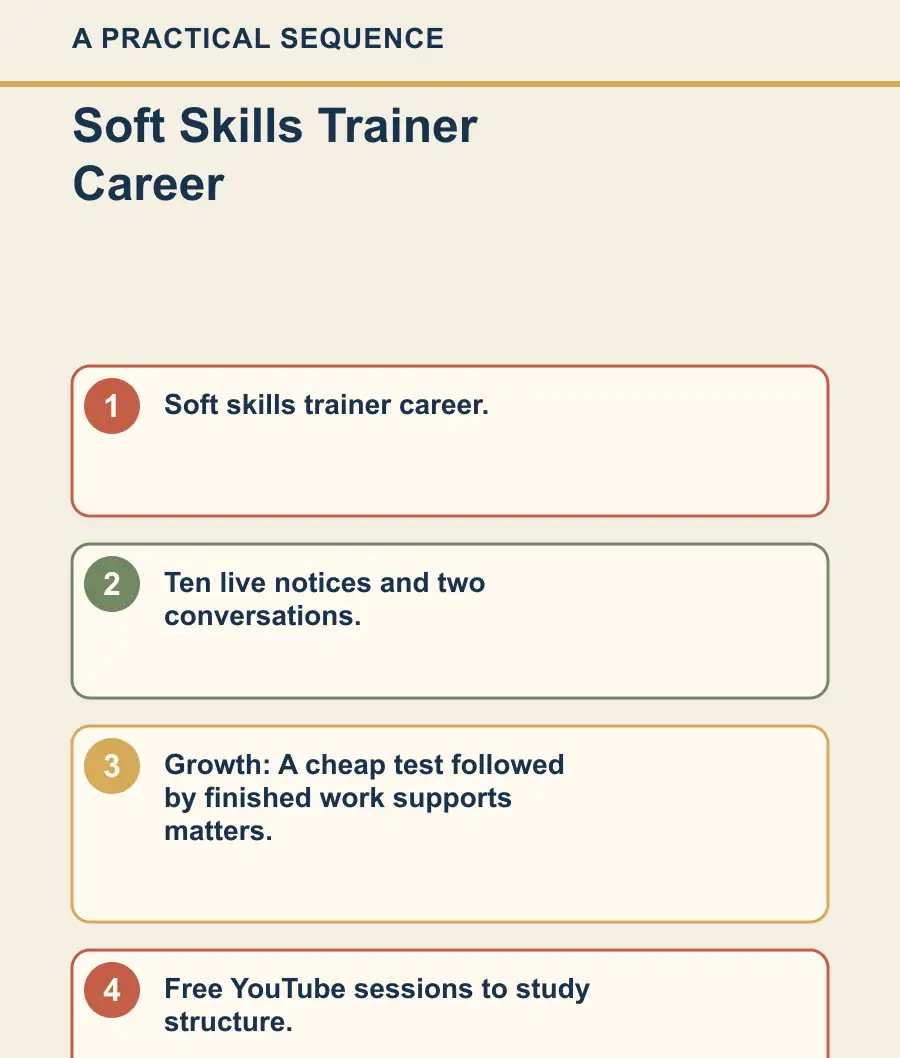 A PRACTICAL SEQUENCE
Soft Skills Trainer
Career
1
Soft skills trainer career.
2
Ten live notices and two
conversations.
3
Growth: A cheap test followed
by finished work supports
matters.
4
Free YouTube sessions to study
structure.